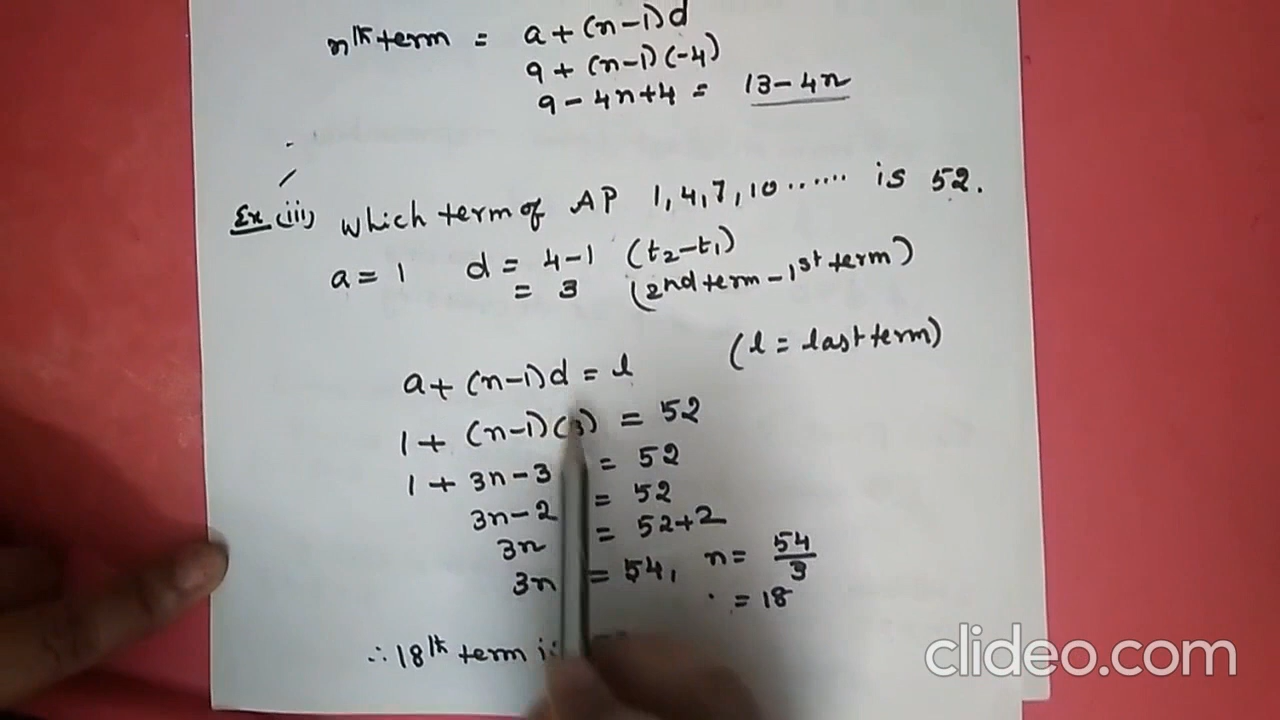 nth term = a + (n-1)d
9 + (n-1)(-4)
9 - 4n+4 = 13-4n
Ex (iii) Which term of AP 1, 4, 7, 10 ...... is 52.
a = 1 d = 4-1 (t₂-t₁)
= 3 (2nd term - 1st term)
(l = last term)
a + (n-1)d = l
1 + (n-1)(3) = 52
1 + 3n-3 = 52
3n-2 = 52
3n = 52+2
3n = 54, n = 54/3
= 18
∴ 18th term
clideo.com